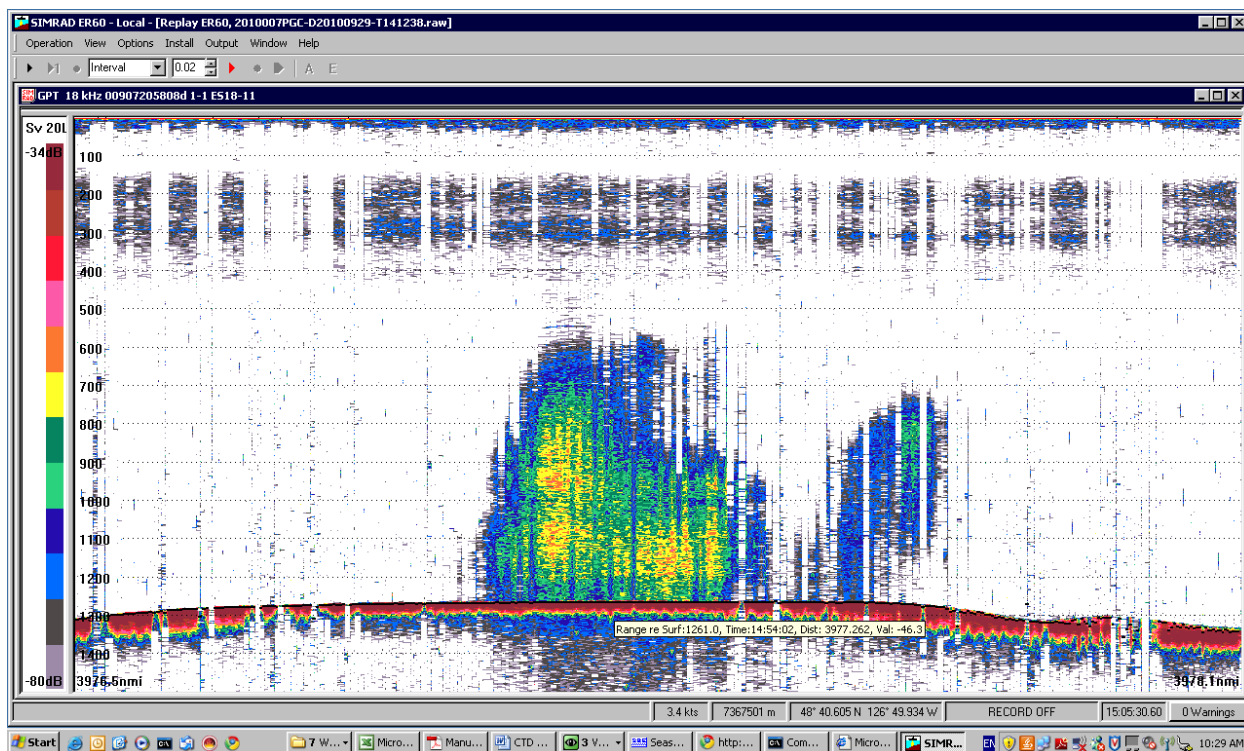 SIMRAD ER60 - Local - [Replay ER60, 2010007PGC-D20100929-T141238.raw]
Operation View Options Install Output Window Help
Interval 0.02 A E
GPT 18 kHz 00907205808d 1-1 ES18-11
Sv 20L
-34dB
100
200
300
400
500
600
700
800
900
1000
1100
1200
1300
Range re Surf:1261.0, Time:14:54:02, Dist: 3977.262, Val: -46.3
1400
-80dB 3976.5nmi 3978.1nmi
3.4 kts 7367501 m 48° 40.605 N 126° 49.934 W RECORD OFF 15:05:30.60 0 Warnings
Start 7 W... Micro... Manu... CTD ... 3 V... Seas... http:... Com... Micro... SIMR... EN 10:29 AM